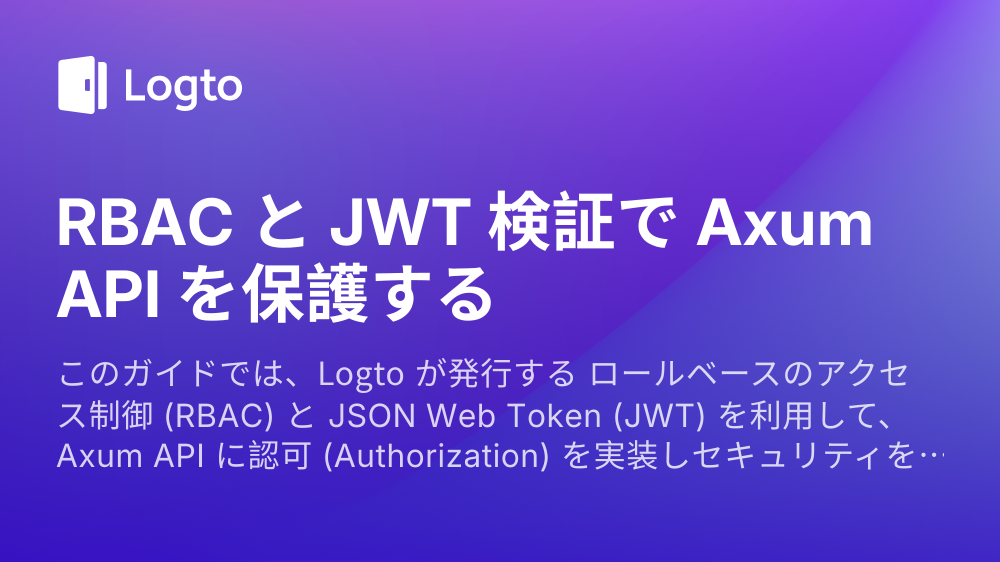 Logto
RBAC と JWT 検証で Axum
API を保護する
このガイドでは、Logto が発行する ロールベースのアクセ
ス制御 (RBAC) と JSON Web Token (JWT) を利用して、
Axum API に認可 (Authorization) を実装しセキュリティを…